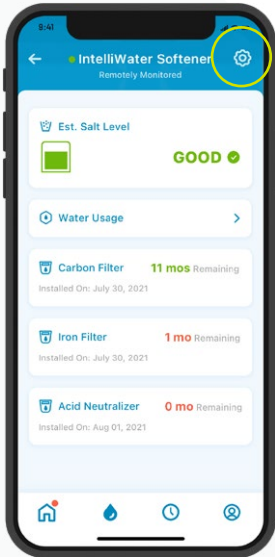 8:41
IntelliWater Softener
Remotely Monitored
Est. Salt Level
GOOD
Water Usage
Carbon Filter 11 mos Remaining
Installed On: July 30, 2021
Iron Filter 1 mo Remaining
Installed On: July 30, 2021
Acid Neutralizer 0 mo Remaining
Installed On: Aug 01, 2021